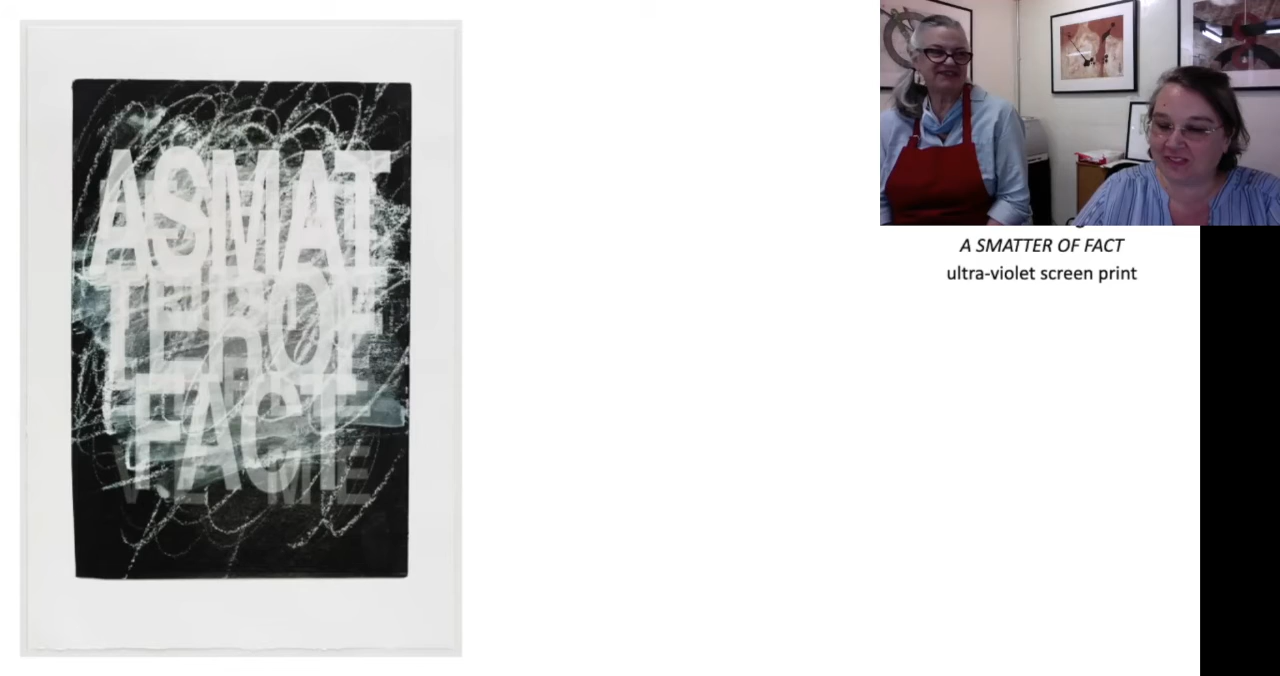 ASMAT
TEROF
FACT
A SMATTER OF FACT
ultra-violet screen print